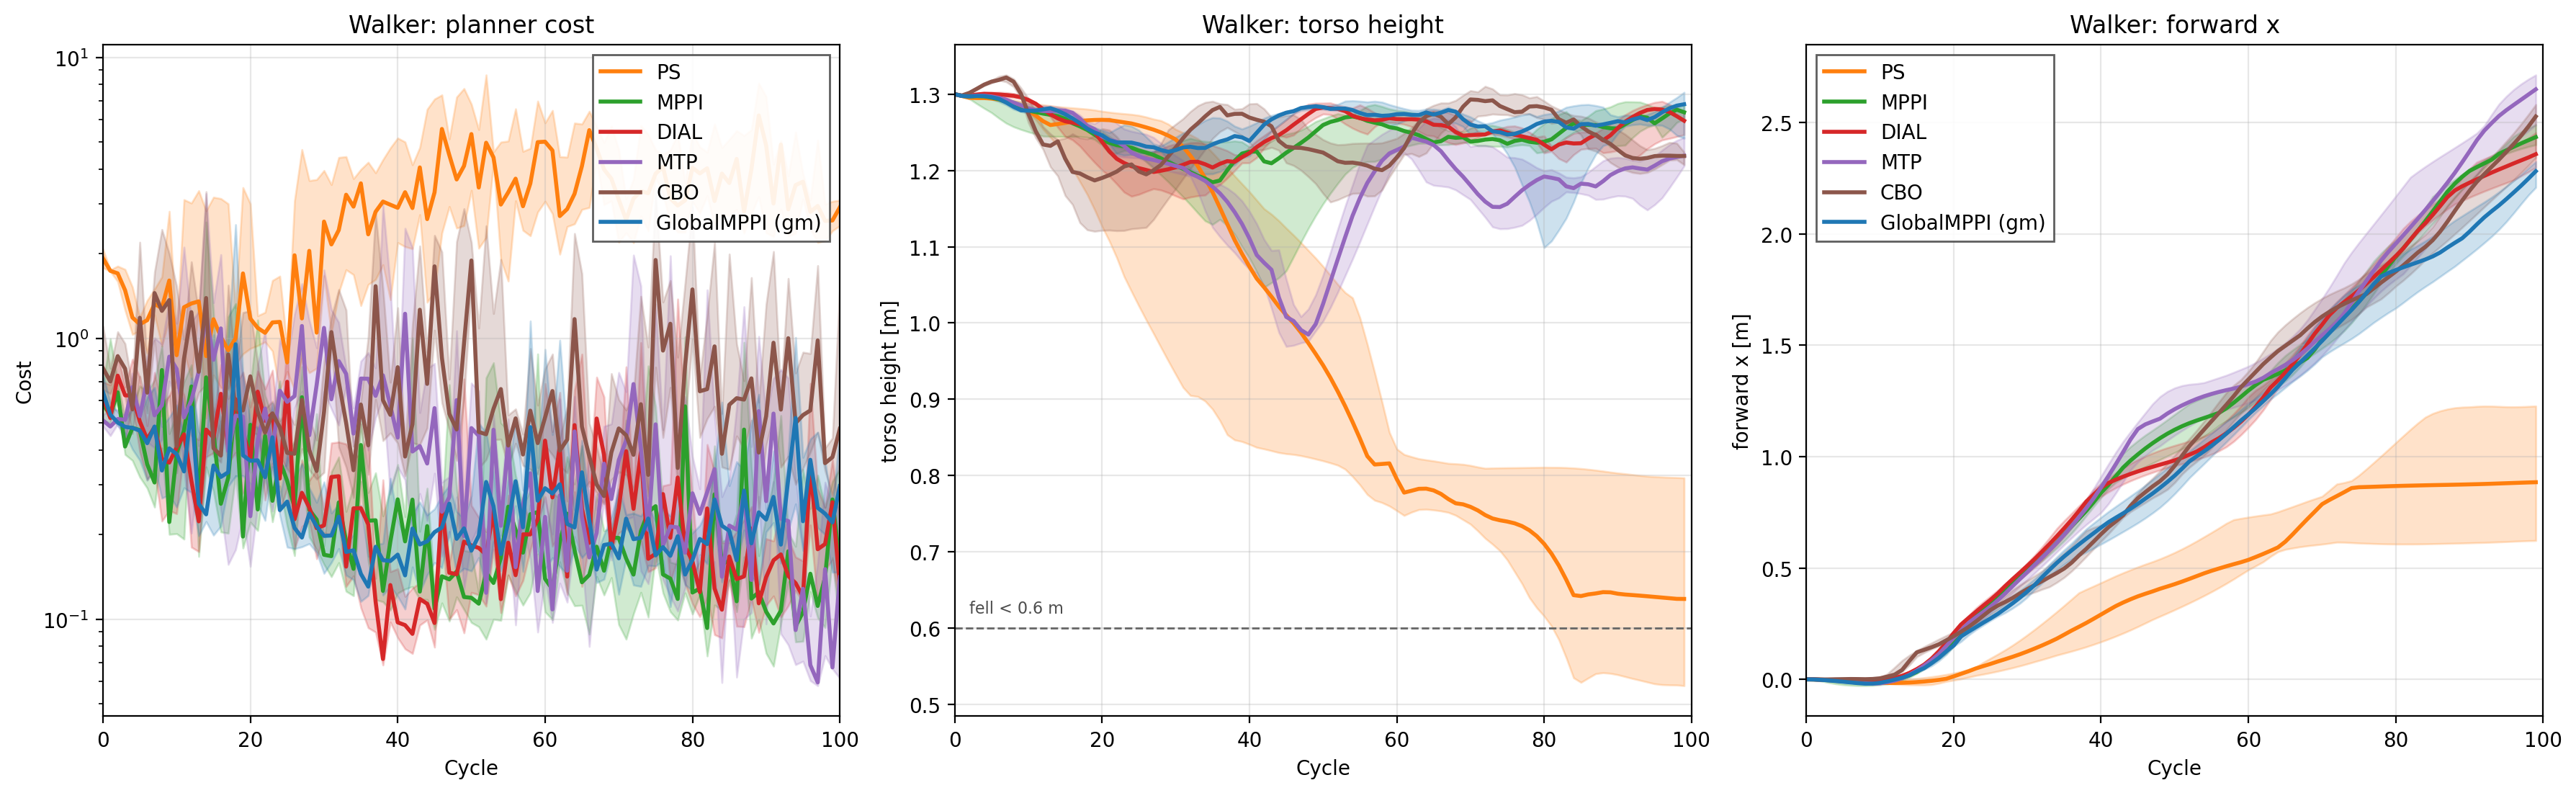 Walker: planner cost
Cost
10^1
10^0
10^-1
0 20 40 60 80 100
Cycle
PS
MPPI
DIAL
MTP
CBO
GlobalMPPI (gm)
Walker: torso height
torso height [m]
1.3
1.2
1.1
1.0
0.9
0.8
0.7
0.6
0.5
fell < 0.6 m
0 20 40 60 80 100
Cycle
Walker: forward x
forward x [m]
2.5
2.0
1.5
1.0
0.5
0.0
0 20 40 60 80 100
Cycle
PS
MPPI
DIAL
MTP
CBO
GlobalMPPI (gm)